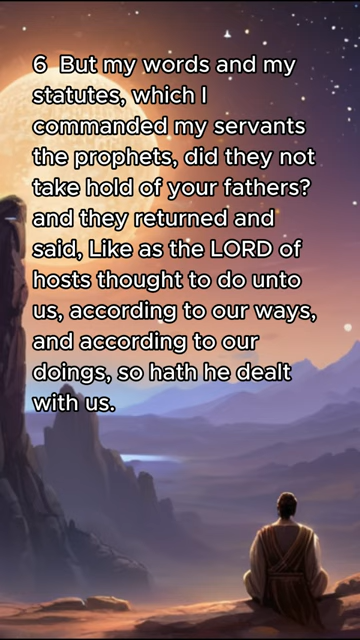 6  But my words and my
statutes, which I
commanded my servants
the prophets, did they not
take hold of your fathers?
and they returned and
said, Like as the LORD of
hosts thought to do unto
us, according to our ways,
and according to our
doings, so hath he dealt
with us.